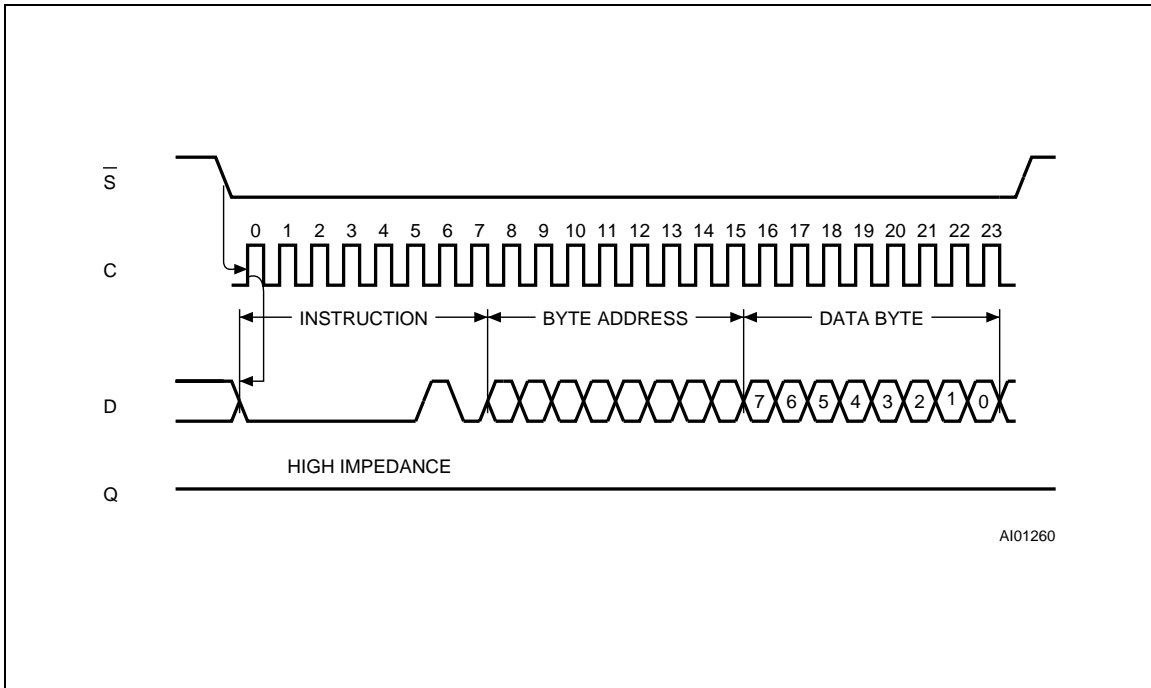 S
0 1 2 3 4 5 6 7 8 9 10 11 12 13 14 15 16 17 18 19 20 21 22 23
C
INSTRUCTION BYTE ADDRESS DATA BYTE
D 7 6 5 4 3 2 1 0
HIGH IMPEDANCE
Q
AI01260